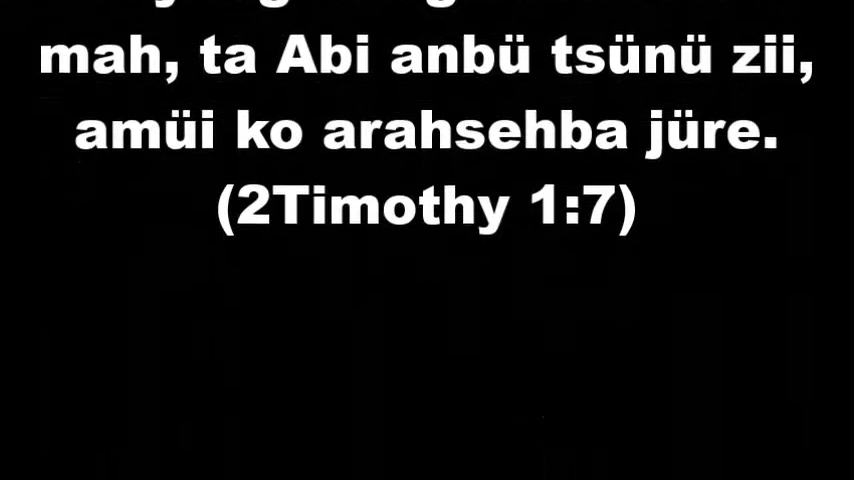 mah, ta Abi anbü tsünü zii,
amüi ko arahsehba jüre.
(2Timothy 1:7)